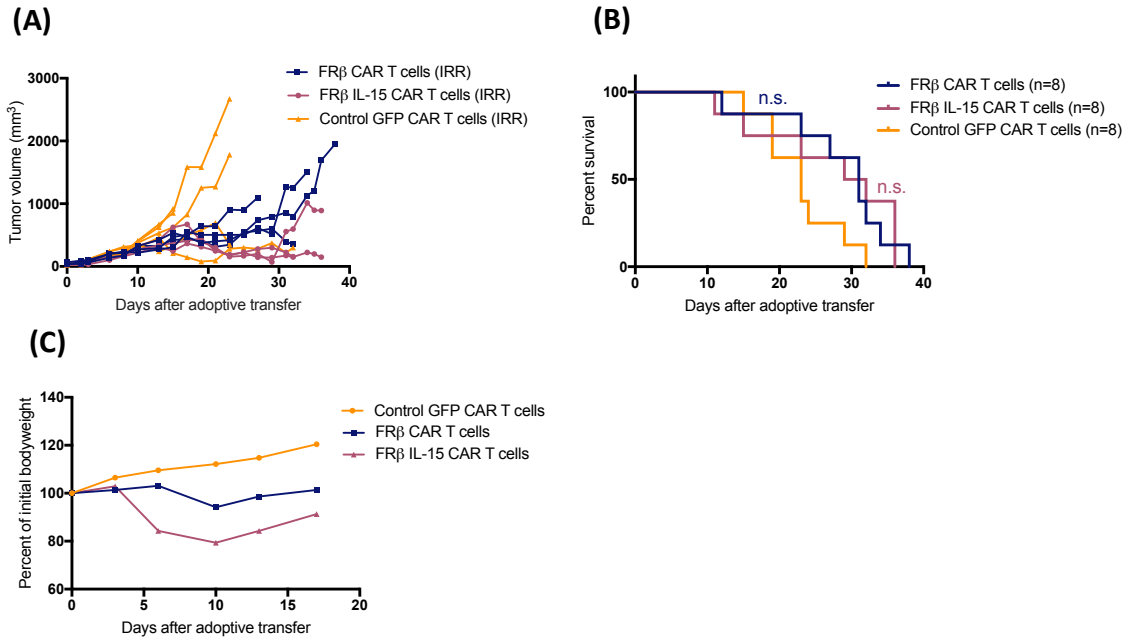 (A)
3000
2000
1000
0
Tumor volume (mm³)
0 10 20 30 40
Days after adoptive transfer
FRβ CAR T cells (IRR)
FRβ IL-15 CAR T cells (IRR)
Control GFP CAR T cells (IRR)
(B)
100
50
0
Percent survival
0 10 20 30 40
Days after adoptive transfer
n.s.
n.s.
FRβ CAR T cells (n=8)
FRβ IL-15 CAR T cells (n=8)
Control GFP CAR T cells (n=8)
(C)
140
120
100
80
60
Percent of initial bodyweight
0 5 10 15 20
Days after adoptive transfer
Control GFP CAR T cells
FRβ CAR T cells
FRβ IL-15 CAR T cells